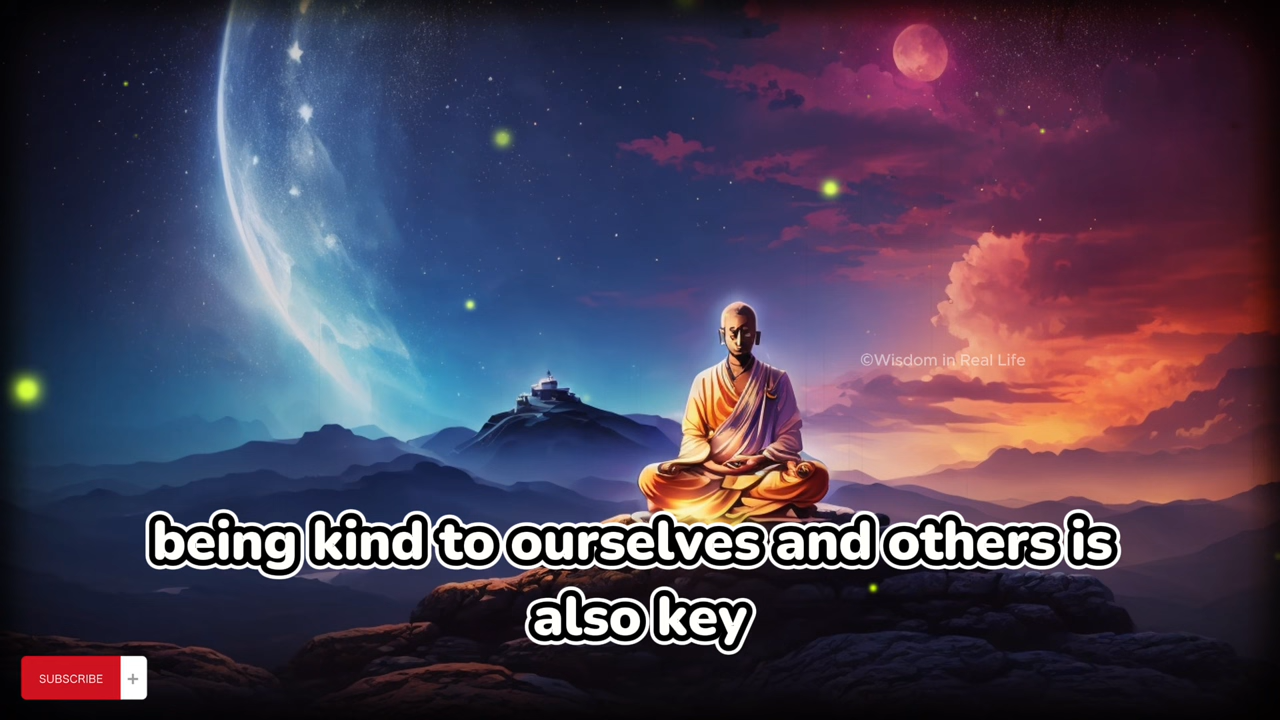 ©Wisdom in Real Life
being kind to ourselves and others is
also key
SUBSCRIBE +